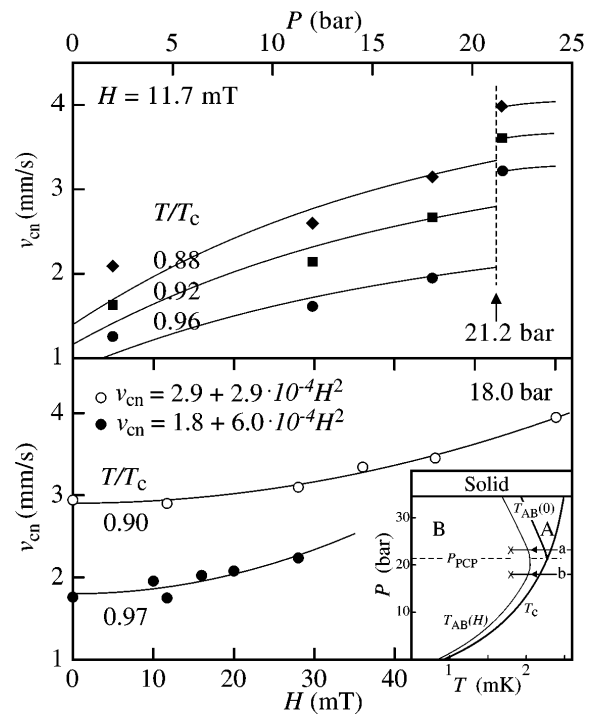 P (bar)
0 5 10 15 20 25
H = 11.7 mT
4
3
2
1
v_cn (mm/s)
T/T_c
0.88
0.92
0.96
21.2 bar
○ v_cn = 2.9 + 2.9·10^-4H^2
● v_cn = 1.8 + 6.0·10^-4H^2
18.0 bar
4
3
2
1
v_cn (mm/s)
T/T_c
0.90
0.97
0 10 20 30 40
H (mT)
Solid
T_AB(0)
B
A
a
P_PCP
b
30
20
10
P (bar)
T_AB(H)
T_c
1 2
T (mK)